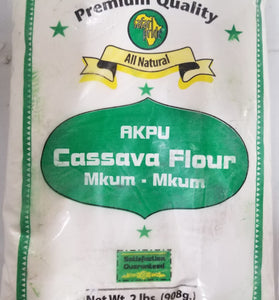 Premium Quality
All Natural
AKPU
Cassava Flour
Mkum - Mkum
Satisfaction
Guaranteed
Net Wt. 2 lbs. (908g.)